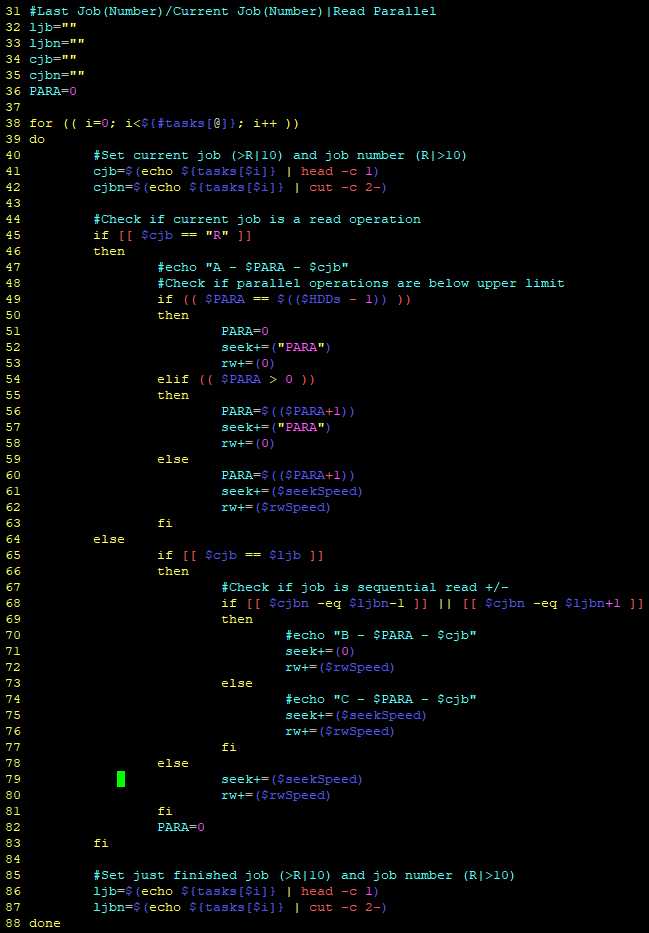 31 #Last Job(Number)/Current Job(Number)|Read Parallel
32 ljb=""
33 ljbn=""
34 cjb=""
35 cjbn=""
36 PARA=0
37
38 for (( i=0; i<${#tasks[@]}; i++ ))
39 do
40         #Set current job (>R|10) and job number (R|>10)
41         cjb=$(echo ${tasks[$i]} | head -c 1)
42         cjbn=$(echo ${tasks[$i]} | cut -c 2-)
43
44         #Check if current job is a read operation
45         if [[ $cjb == "R" ]]
46         then
47                 #echo "A - $PARA - $cjb"
48                 #Check if parallel operations are below upper limit
49                 if (( $PARA == $(($HDDs - 1)) ))
50                 then
51                         PARA=0
52                         seek+=("PARA")
53                         rw+=(0)
54                 elif (( $PARA > 0 ))
55                 then
56                         PARA=$(($PARA+1))
57                         seek+=("PARA")
58                         rw+=(0)
59                 else
60                         PARA=$(($PARA+1))
61                         seek+=($seekSpeed)
62                         rw+=($rwSpeed)
63                 fi
64         else
65                 if [[ $cjb == $ljb ]]
66                 then
67                         #Check if job is sequential read +/-
68                         if [[ $cjbn -eq $ljbn-1 ]] || [[ $cjbn -eq $ljbn+1 ]]
69                         then
70                                 #echo "B - $PARA - $cjb"
71                                 seek+=(0)
72                                 rw+=($rwSpeed)
73                         else
74                                 #echo "C - $PARA - $cjb"
75                                 seek+=($seekSpeed)
76                                 rw+=($rwSpeed)
77                         fi
78                 else
79                         seek+=($seekSpeed)
80                         rw+=($rwSpeed)
81                 fi
82                 PARA=0
83         fi
84
85         #Set just finished job (>R|10) and job number (R|>10)
86         ljb=$(echo ${tasks[$i]} | head -c 1)
87         ljbn=$(echo ${tasks[$i]} | cut -c 2-)
88 done